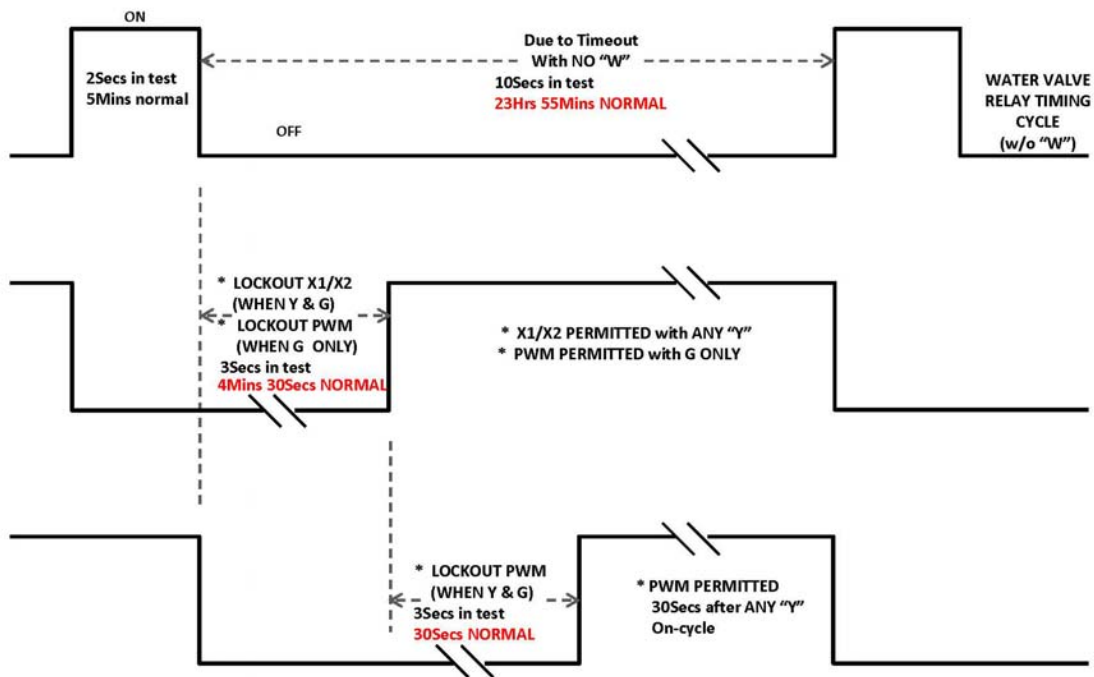 ON
2Secs in test
5Mins normal
Due to Timeout
With NO “W”
10Secs in test
23Hrs 55Mins NORMAL
OFF
WATER VALVE
RELAY TIMING
CYCLE
(w/o “W”)
* LOCKOUT X1/X2
(WHEN Y & G)
* LOCKOUT PWM
(WHEN G ONLY)
3Secs in test
4Mins 30Secs NORMAL
* X1/X2 PERMITTED with ANY “Y”
* PWM PERMITTED with G ONLY
* LOCKOUT PWM
(WHEN Y & G)
3Secs in test
30Secs NORMAL
* PWM PERMITTED
30Secs after ANY “Y”
On-cycle